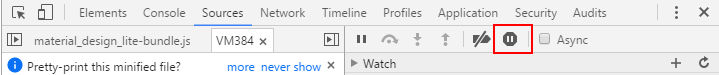 Elements Console Sources Network Timeline Profiles Application Security Audits
material_design_lite-bundle.js VM384 × Async
Pretty-print this minified file? more never show × Watch